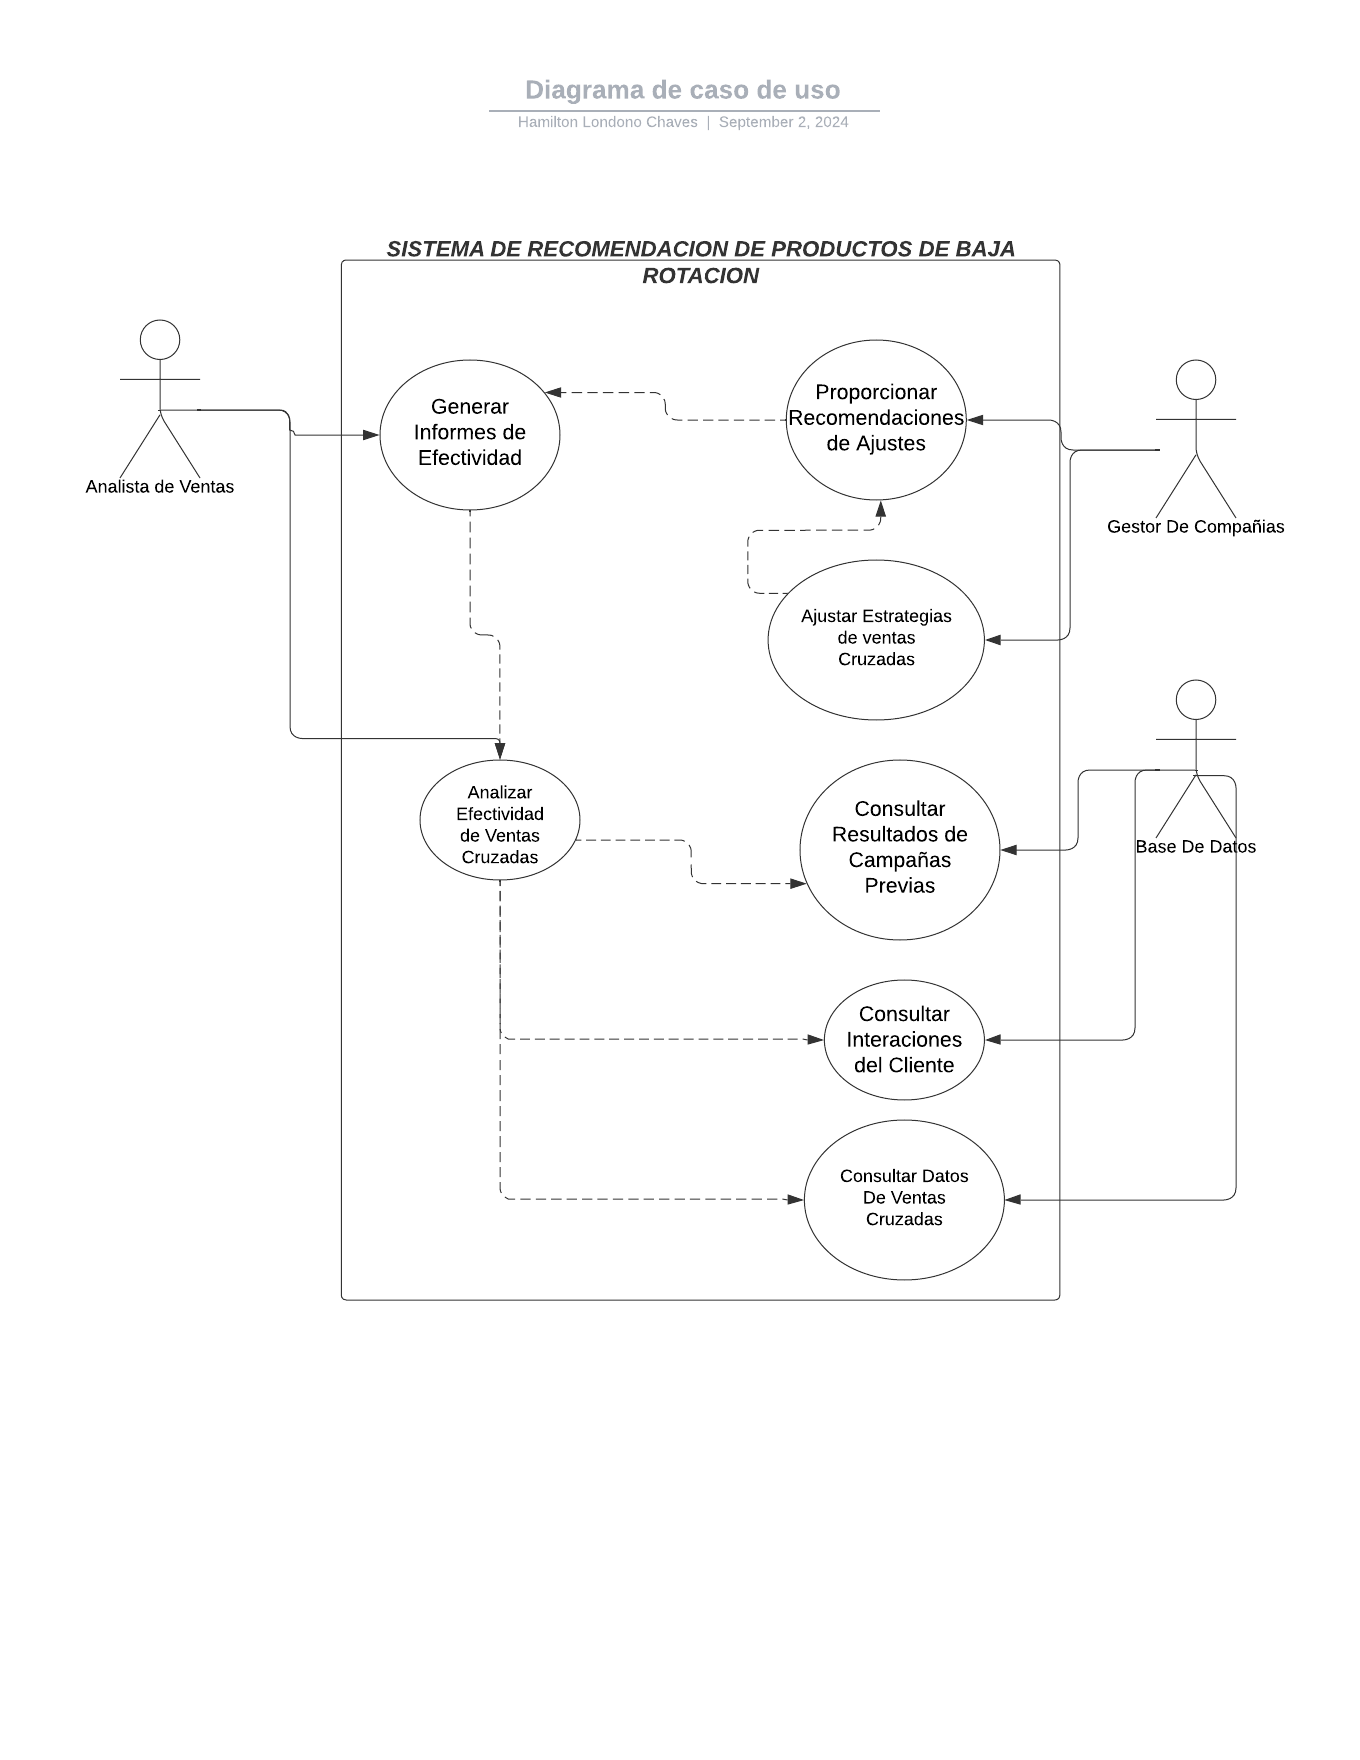 Diagrama de caso de uso
Hamilton Londono Chaves | September 2, 2024
SISTEMA DE RECOMENDACION DE PRODUCTOS DE BAJA
ROTACION
Analista de Ventas
Generar
Informes de
Efectividad
Proporcionar
Recomendaciones
de Ajustes
Gestor De Compañias
Ajustar Estrategias
de ventas
Cruzadas
Analizar
Efectividad
de Ventas
Cruzadas
Consultar
Resultados de
Campañas
Previas
Base De Datos
Consultar
Interaciones
del Cliente
Consultar Datos
De Ventas
Cruzadas